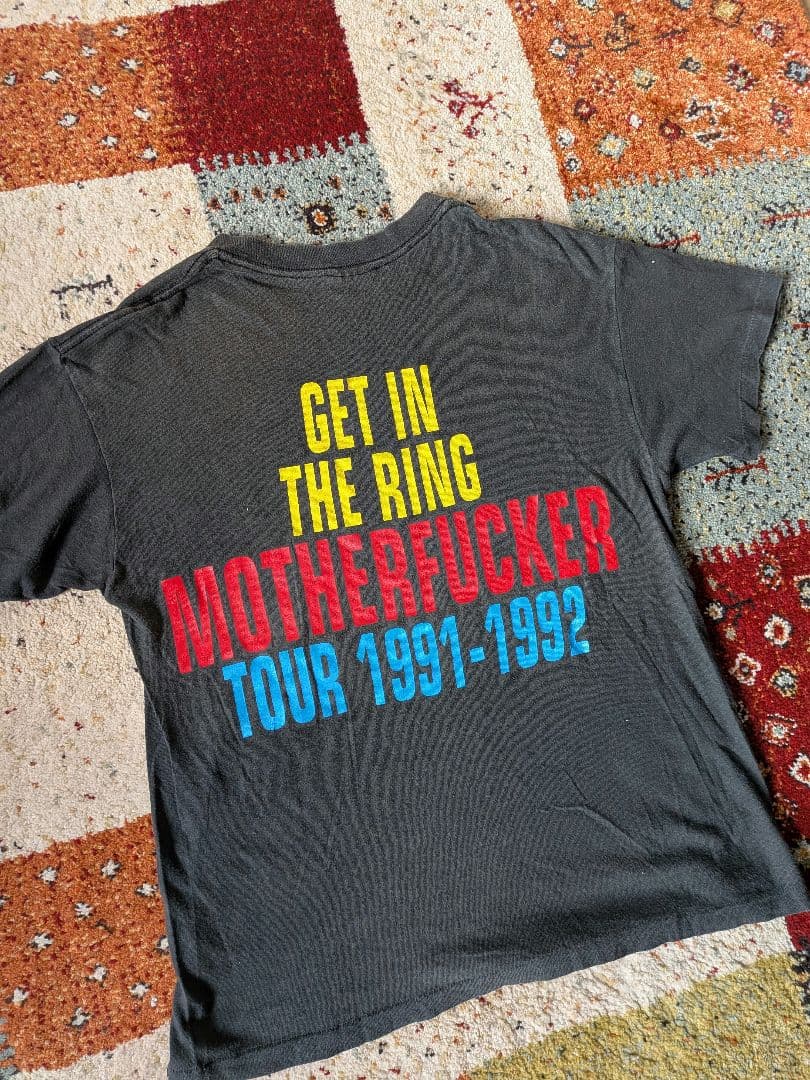 GET IN
THE RING
MOTHERFUCKER
TOUR 1991-1992